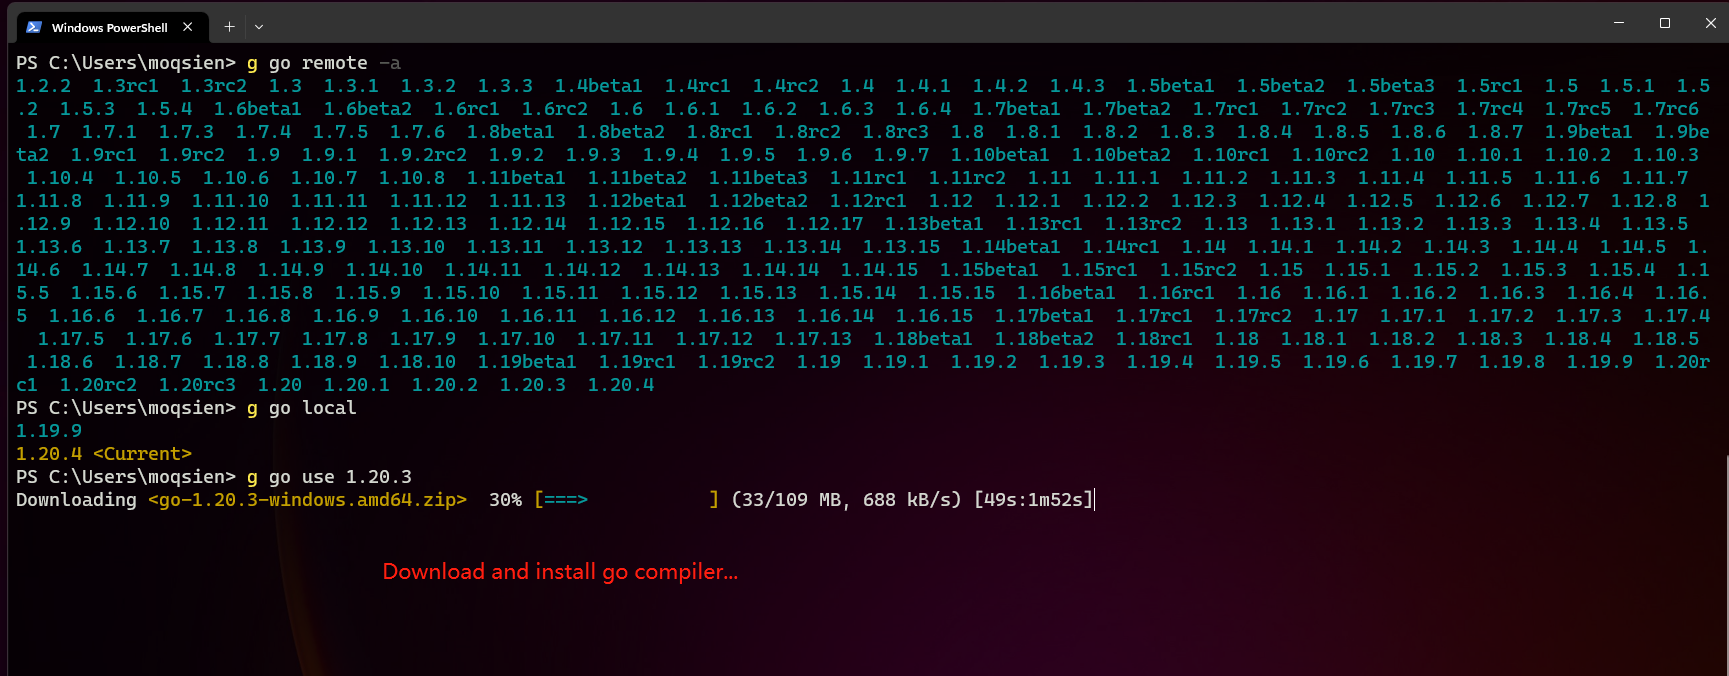 Windows PowerShell
PS C:\Users\moqsien> g go remote -a
1.2.2  1.3rc1  1.3rc2  1.3  1.3.1  1.3.2  1.3.3  1.4beta1  1.4rc1  1.4rc2  1.4  1.4.1  1.4.2  1.4.3  1.5beta1  1.5beta2  1.5beta3  1.5rc1  1.5  1.5.1  1.5
.2  1.5.3  1.5.4  1.6beta1  1.6beta2  1.6rc1  1.6rc2  1.6  1.6.1  1.6.2  1.6.3  1.6.4  1.7beta1  1.7beta2  1.7rc1  1.7rc2  1.7rc3  1.7rc4  1.7rc5  1.7rc6
1.7  1.7.1  1.7.3  1.7.4  1.7.5  1.7.6  1.8beta1  1.8beta2  1.8rc1  1.8rc2  1.8rc3  1.8  1.8.1  1.8.2  1.8.3  1.8.4  1.8.5  1.8.6  1.8.7  1.9beta1  1.9be
ta2  1.9rc1  1.9rc2  1.9  1.9.1  1.9.2rc2  1.9.2  1.9.3  1.9.4  1.9.5  1.9.6  1.9.7  1.10beta1  1.10beta2  1.10rc1  1.10rc2  1.10  1.10.1  1.10.2  1.10.3
1.10.4  1.10.5  1.10.6  1.10.7  1.10.8  1.11beta1  1.11beta2  1.11beta3  1.11rc1  1.11rc2  1.11  1.11.1  1.11.2  1.11.3  1.11.4  1.11.5  1.11.6  1.11.7
1.11.8  1.11.9  1.11.10  1.11.11  1.11.12  1.11.13  1.12beta1  1.12beta2  1.12rc1  1.12  1.12.1  1.12.2  1.12.3  1.12.4  1.12.5  1.12.6  1.12.7  1.12.8  1
.12.9  1.12.10  1.12.11  1.12.12  1.12.13  1.12.14  1.12.15  1.12.16  1.12.17  1.13beta1  1.13rc1  1.13rc2  1.13  1.13.1  1.13.2  1.13.3  1.13.4  1.13.5
1.13.6  1.13.7  1.13.8  1.13.9  1.13.10  1.13.11  1.13.12  1.13.13  1.13.14  1.13.15  1.14beta1  1.14rc1  1.14  1.14.1  1.14.2  1.14.3  1.14.4  1.14.5  1.
14.6  1.14.7  1.14.8  1.14.9  1.14.10  1.14.11  1.14.12  1.14.13  1.14.14  1.14.15  1.15beta1  1.15rc1  1.15rc2  1.15  1.15.1  1.15.2  1.15.3  1.15.4  1.1
5.5  1.15.6  1.15.7  1.15.8  1.15.9  1.15.10  1.15.11  1.15.12  1.15.13  1.15.14  1.15.15  1.16beta1  1.16rc1  1.16  1.16.1  1.16.2  1.16.3  1.16.4  1.16.
5  1.16.6  1.16.7  1.16.8  1.16.9  1.16.10  1.16.11  1.16.12  1.16.13  1.16.14  1.16.15  1.17beta1  1.17rc1  1.17rc2  1.17  1.17.1  1.17.2  1.17.3  1.17.4
1.17.5  1.17.6  1.17.7  1.17.8  1.17.9  1.17.10  1.17.11  1.17.12  1.17.13  1.18beta1  1.18beta2  1.18rc1  1.18  1.18.1  1.18.2  1.18.3  1.18.4  1.18.5
1.18.6  1.18.7  1.18.8  1.18.9  1.18.10  1.19beta1  1.19rc1  1.19rc2  1.19  1.19.1  1.19.2  1.19.3  1.19.4  1.19.5  1.19.6  1.19.7  1.19.8  1.19.9  1.20r
c1  1.20rc2  1.20rc3  1.20  1.20.1  1.20.2  1.20.3  1.20.4
PS C:\Users\moqsien> g go local
1.19.9
1.20.4 <Current>
PS C:\Users\moqsien> g go use 1.20.3
Downloading <go-1.20.3-windows.amd64.zip>  30% [===>           ] (33/109 MB, 688 kB/s) [49s:1m52s]
Download and install go compiler...